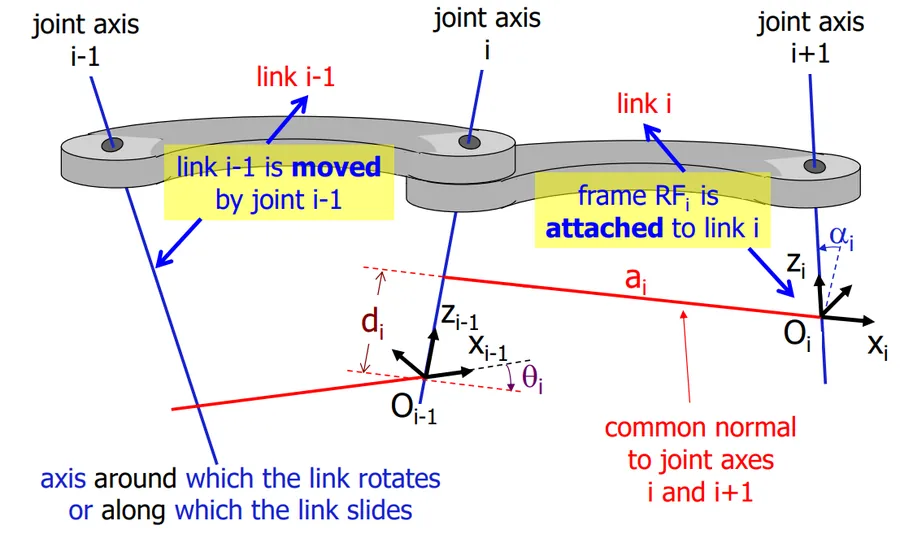 joint axis
i-1
joint axis
i
joint axis
i+1
link i-1
link i
link i-1 is moved
by joint i-1
frame RFᵢ is
attached to link i
αᵢ
zᵢ
aᵢ
dᵢ
zᵢ₋₁
xᵢ₋₁
θᵢ
Oᵢ
xᵢ
Oᵢ₋₁
common normal
to joint axes
i and i+1
axis around which the link rotates
or along which the link slides